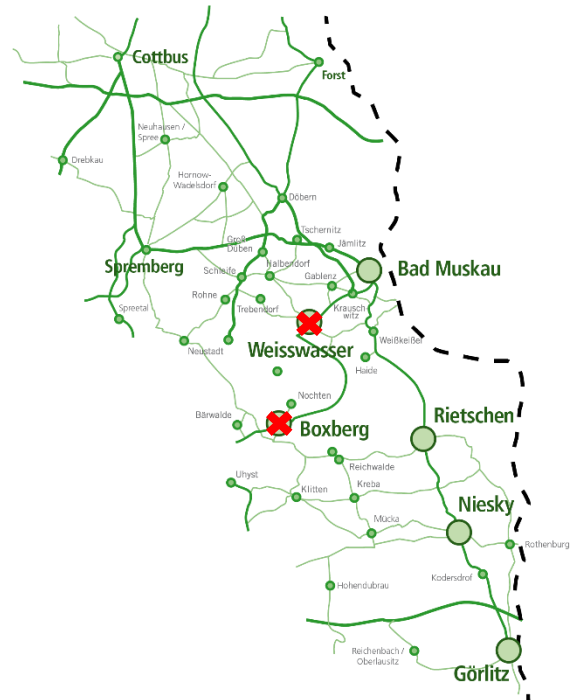 Cottbus
Forst
Neuhausen /
Spree
Drebkau
Hornow-
Wadelsdorf
Döbern
Tschernitz
Groß
Düben
Jämlitz
Spremberg
Bad Muskau
Schleife
Halbendorf
Gablenz
Rohne
Trebendorf
Krausch
witz
Spreetal
Weißkeißel
Neustadt
Weisswasser
Haide
Nochten
Bärwalde
Boxberg
Rietschen
Reichwalde
Uhyst
Klitten
Kreba
Niesky
Mücka
Rothenburg
Kodersdrof
Hohendubrau
Reichenbach /
Oberlausitz
Görlitz